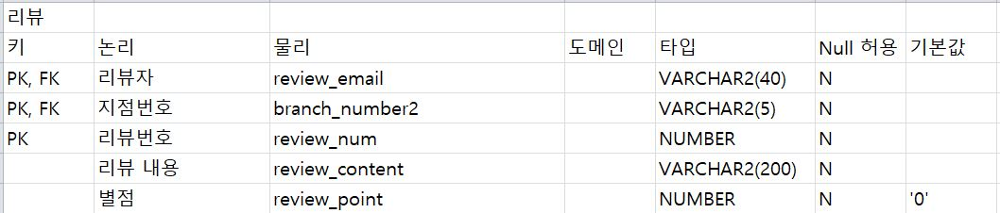 리뷰
키 논리 물리 도메인 타입 Null 허용 기본값
PK, FK 리뷰자 review_email VARCHAR2(40) N
PK, FK 지점번호 branch_number2 VARCHAR2(5) N
PK 리뷰번호 review_num NUMBER N
리뷰 내용 review_content VARCHAR2(200) N
별점 review_point NUMBER N '0'